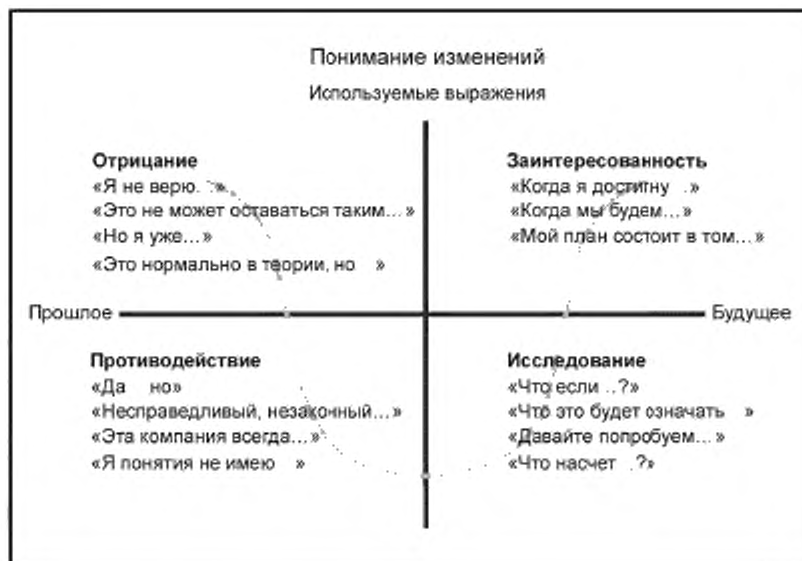 Понимание изменений
Используемые выражения
Отрицание
«Я не верю. »
«Это не может оставаться таким...»
«Но я уже...»
«Это нормально в теории, но »
Заинтересованность
«Когда я достигну .»
«Когда мы будем...»
«Мой план состоит в том...»
Прошлое
Будущее
Противодействие
«Да но»
«Несправедливый, незаконный...»
«Эта компания всегда...»
«Я понятия не имею »
Исследование
«Что если ..?»
«Что это будет означать »
«Давайте попробуем...»
«Что насчет .?»